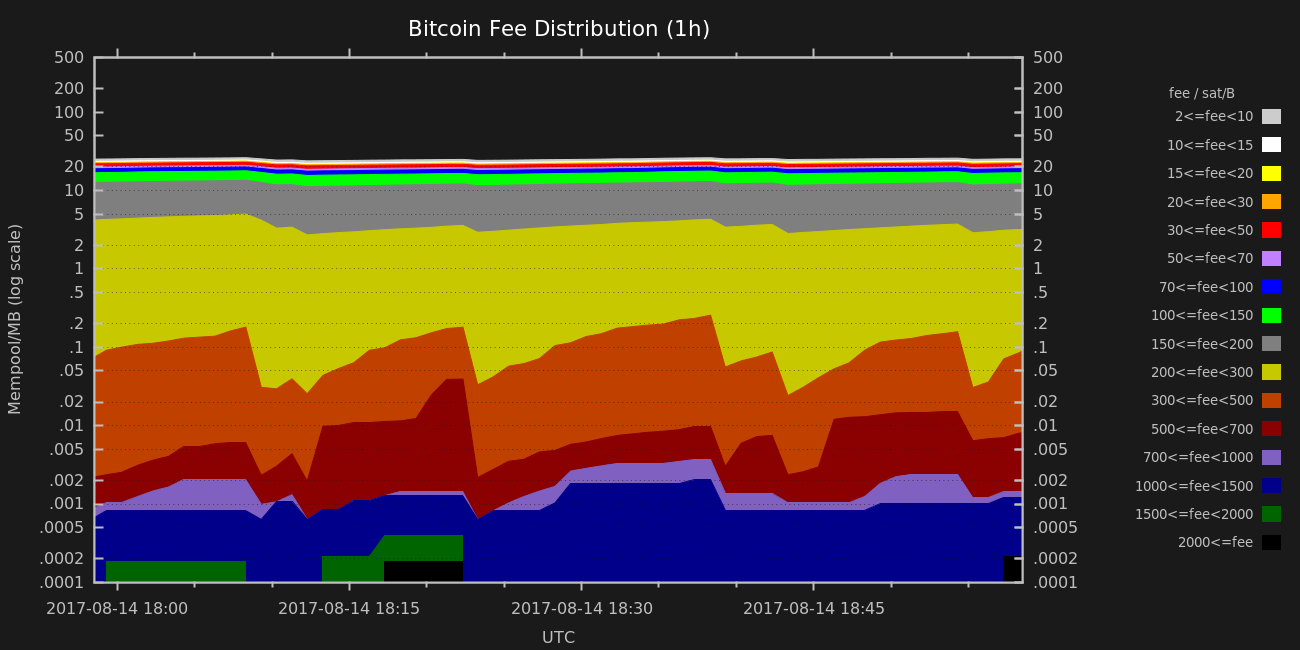 Bitcoin Fee Distribution (1h)
500
200
100
50
20
10
5
2
1
.5
.2
.1
.05
.02
.01
.005
.002
.001
.0005
.0002
.0001
Mempool/MB (log scale)
500
200
100
50
20
10
5
2
1
.5
.2
.1
.05
.02
.01
.005
.002
.001
.0005
.0002
.0001
2017-08-14 18:00 2017-08-14 18:15 2017-08-14 18:30 2017-08-14 18:45
UTC
fee / sat/B
2<=fee<10
10<=fee<15
15<=fee<20
20<=fee<30
30<=fee<50
50<=fee<70
70<=fee<100
100<=fee<150
150<=fee<200
200<=fee<300
300<=fee<500
500<=fee<700
700<=fee<1000
1000<=fee<1500
1500<=fee<2000
2000<=fee